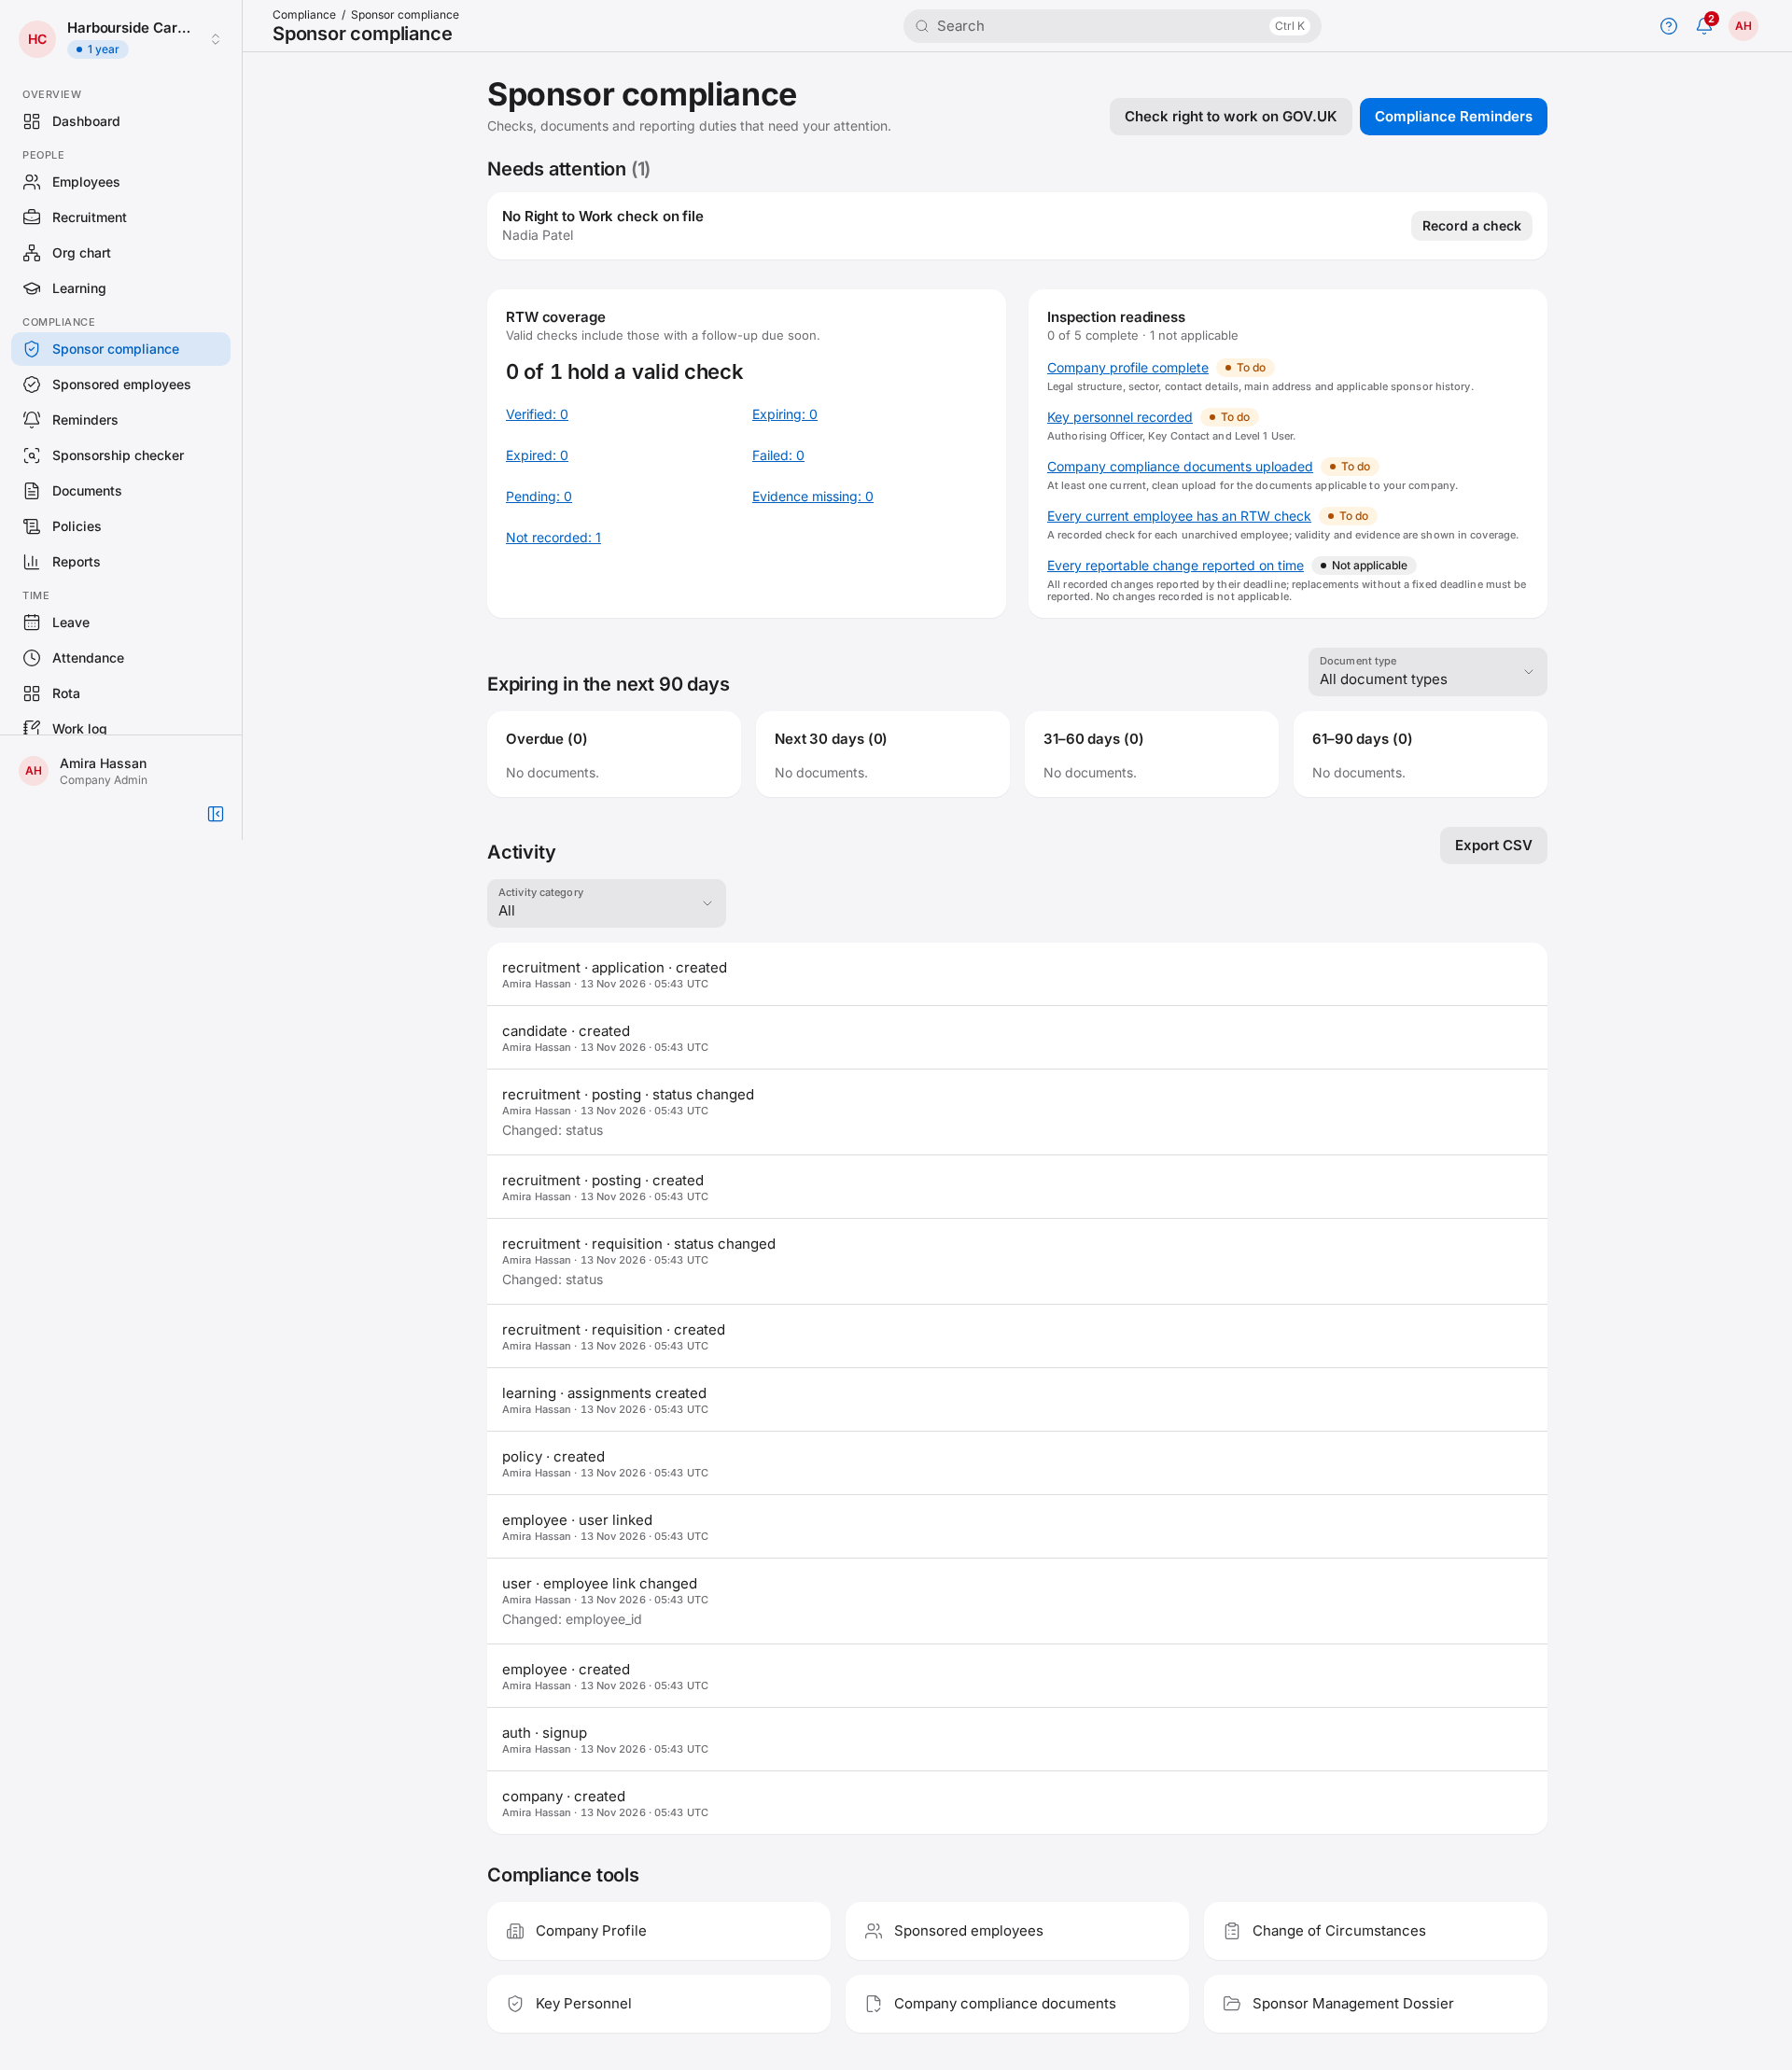 HC
Harbourside Car...
1 year
OVERVIEW
Dashboard
PEOPLE
Employees
Recruitment
Org chart
Learning
COMPLIANCE
Sponsor compliance
Sponsored employees
Reminders
Sponsorship checker
Documents
Policies
Reports
TIME
Leave
Attendance
Rota
Work log
AH
Amira Hassan
Company Admin
Compliance / Sponsor compliance
Sponsor compliance
Search
Ctrl K
2
AH
Sponsor compliance
Checks, documents and reporting duties that need your attention.
Check right to work on GOV.UK
Compliance Reminders
Needs attention (1)
No Right to Work check on file
Nadia Patel
Record a check
RTW coverage
Valid checks include those with a follow-up due soon.
0 of 1 hold a valid check
Verified: 0
Expiring: 0
Expired: 0
Failed: 0
Pending: 0
Evidence missing: 0
Not recorded: 1
Inspection readiness
0 of 5 complete · 1 not applicable
Company profile complete
To do
Legal structure, sector, contact details, main address and applicable sponsor history.
Key personnel recorded
To do
Authorising Officer, Key Contact and Level 1 User.
Company compliance documents uploaded
To do
At least one current, clean upload for the documents applicable to your company.
Every current employee has an RTW check
To do
A recorded check for each unarchived employee; validity and evidence are shown in coverage.
Every reportable change reported on time
Not applicable
All recorded changes reported by their deadline; replacements without a fixed deadline must be
reported. No changes recorded is not applicable.
Expiring in the next 90 days
Document type
All document types
Overdue (0)
No documents.
Next 30 days (0)
No documents.
31–60 days (0)
No documents.
61–90 days (0)
No documents.
Activity
Export CSV
Activity category
All
recruitment · application · created
Amira Hassan · 13 Nov 2026 · 05:43 UTC
candidate · created
Amira Hassan · 13 Nov 2026 · 05:43 UTC
recruitment · posting · status changed
Amira Hassan · 13 Nov 2026 · 05:43 UTC
Changed: status
recruitment · posting · created
Amira Hassan · 13 Nov 2026 · 05:43 UTC
recruitment · requisition · status changed
Amira Hassan · 13 Nov 2026 · 05:43 UTC
Changed: status
recruitment · requisition · created
Amira Hassan · 13 Nov 2026 · 05:43 UTC
learning · assignments created
Amira Hassan · 13 Nov 2026 · 05:43 UTC
policy · created
Amira Hassan · 13 Nov 2026 · 05:43 UTC
employee · user linked
Amira Hassan · 13 Nov 2026 · 05:43 UTC
user · employee link changed
Amira Hassan · 13 Nov 2026 · 05:43 UTC
Changed: employee_id
employee · created
Amira Hassan · 13 Nov 2026 · 05:43 UTC
auth · signup
Amira Hassan · 13 Nov 2026 · 05:43 UTC
company · created
Amira Hassan · 13 Nov 2026 · 05:43 UTC
Compliance tools
Company Profile
Sponsored employees
Change of Circumstances
Key Personnel
Company compliance documents
Sponsor Management Dossier